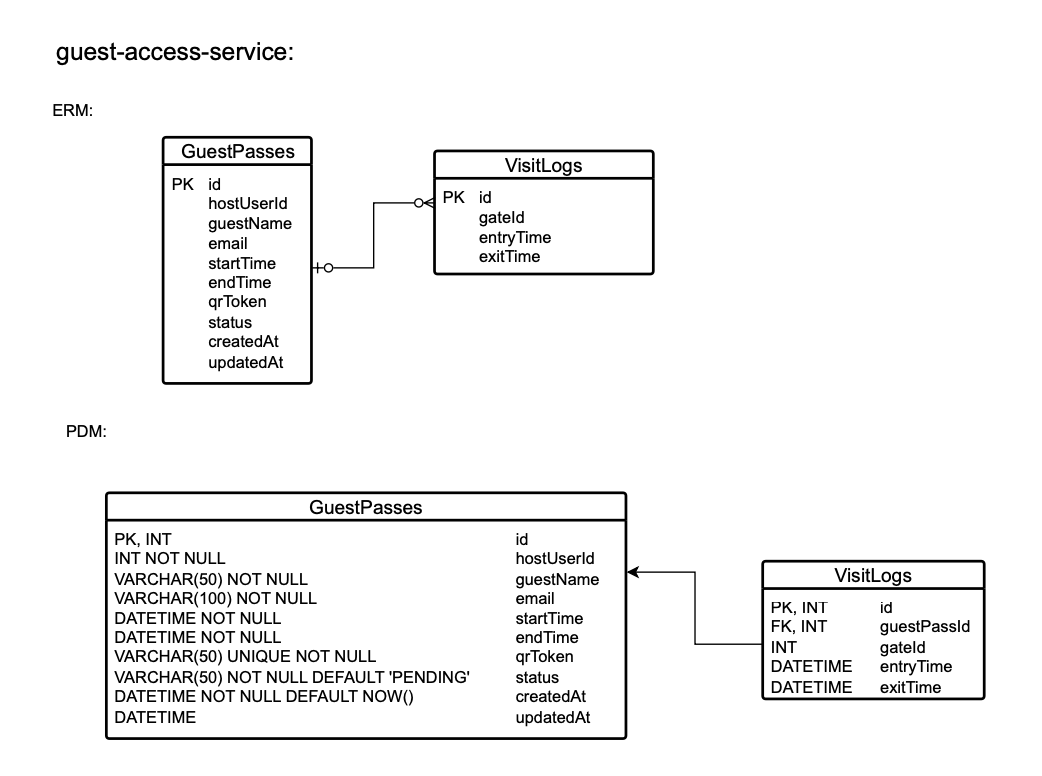 guest-access-service:
ERM:
GuestPasses
PK id
hostUserId
guestName
email
startTime
endTime
qrToken
status
createdAt
updatedAt
VisitLogs
PK id
gateId
entryTime
exitTime
PDM:
GuestPasses
PK, INT id
INT NOT NULL hostUserId
VARCHAR(50) NOT NULL guestName
VARCHAR(100) NOT NULL email
DATETIME NOT NULL startTime
DATETIME NOT NULL endTime
VARCHAR(50) UNIQUE NOT NULL qrToken
VARCHAR(50) NOT NULL DEFAULT 'PENDING' status
DATETIME NOT NULL DEFAULT NOW() createdAt
DATETIME updatedAt
VisitLogs
PK, INT id
FK, INT guestPassId
INT gateId
DATETIME entryTime
DATETIME exitTime